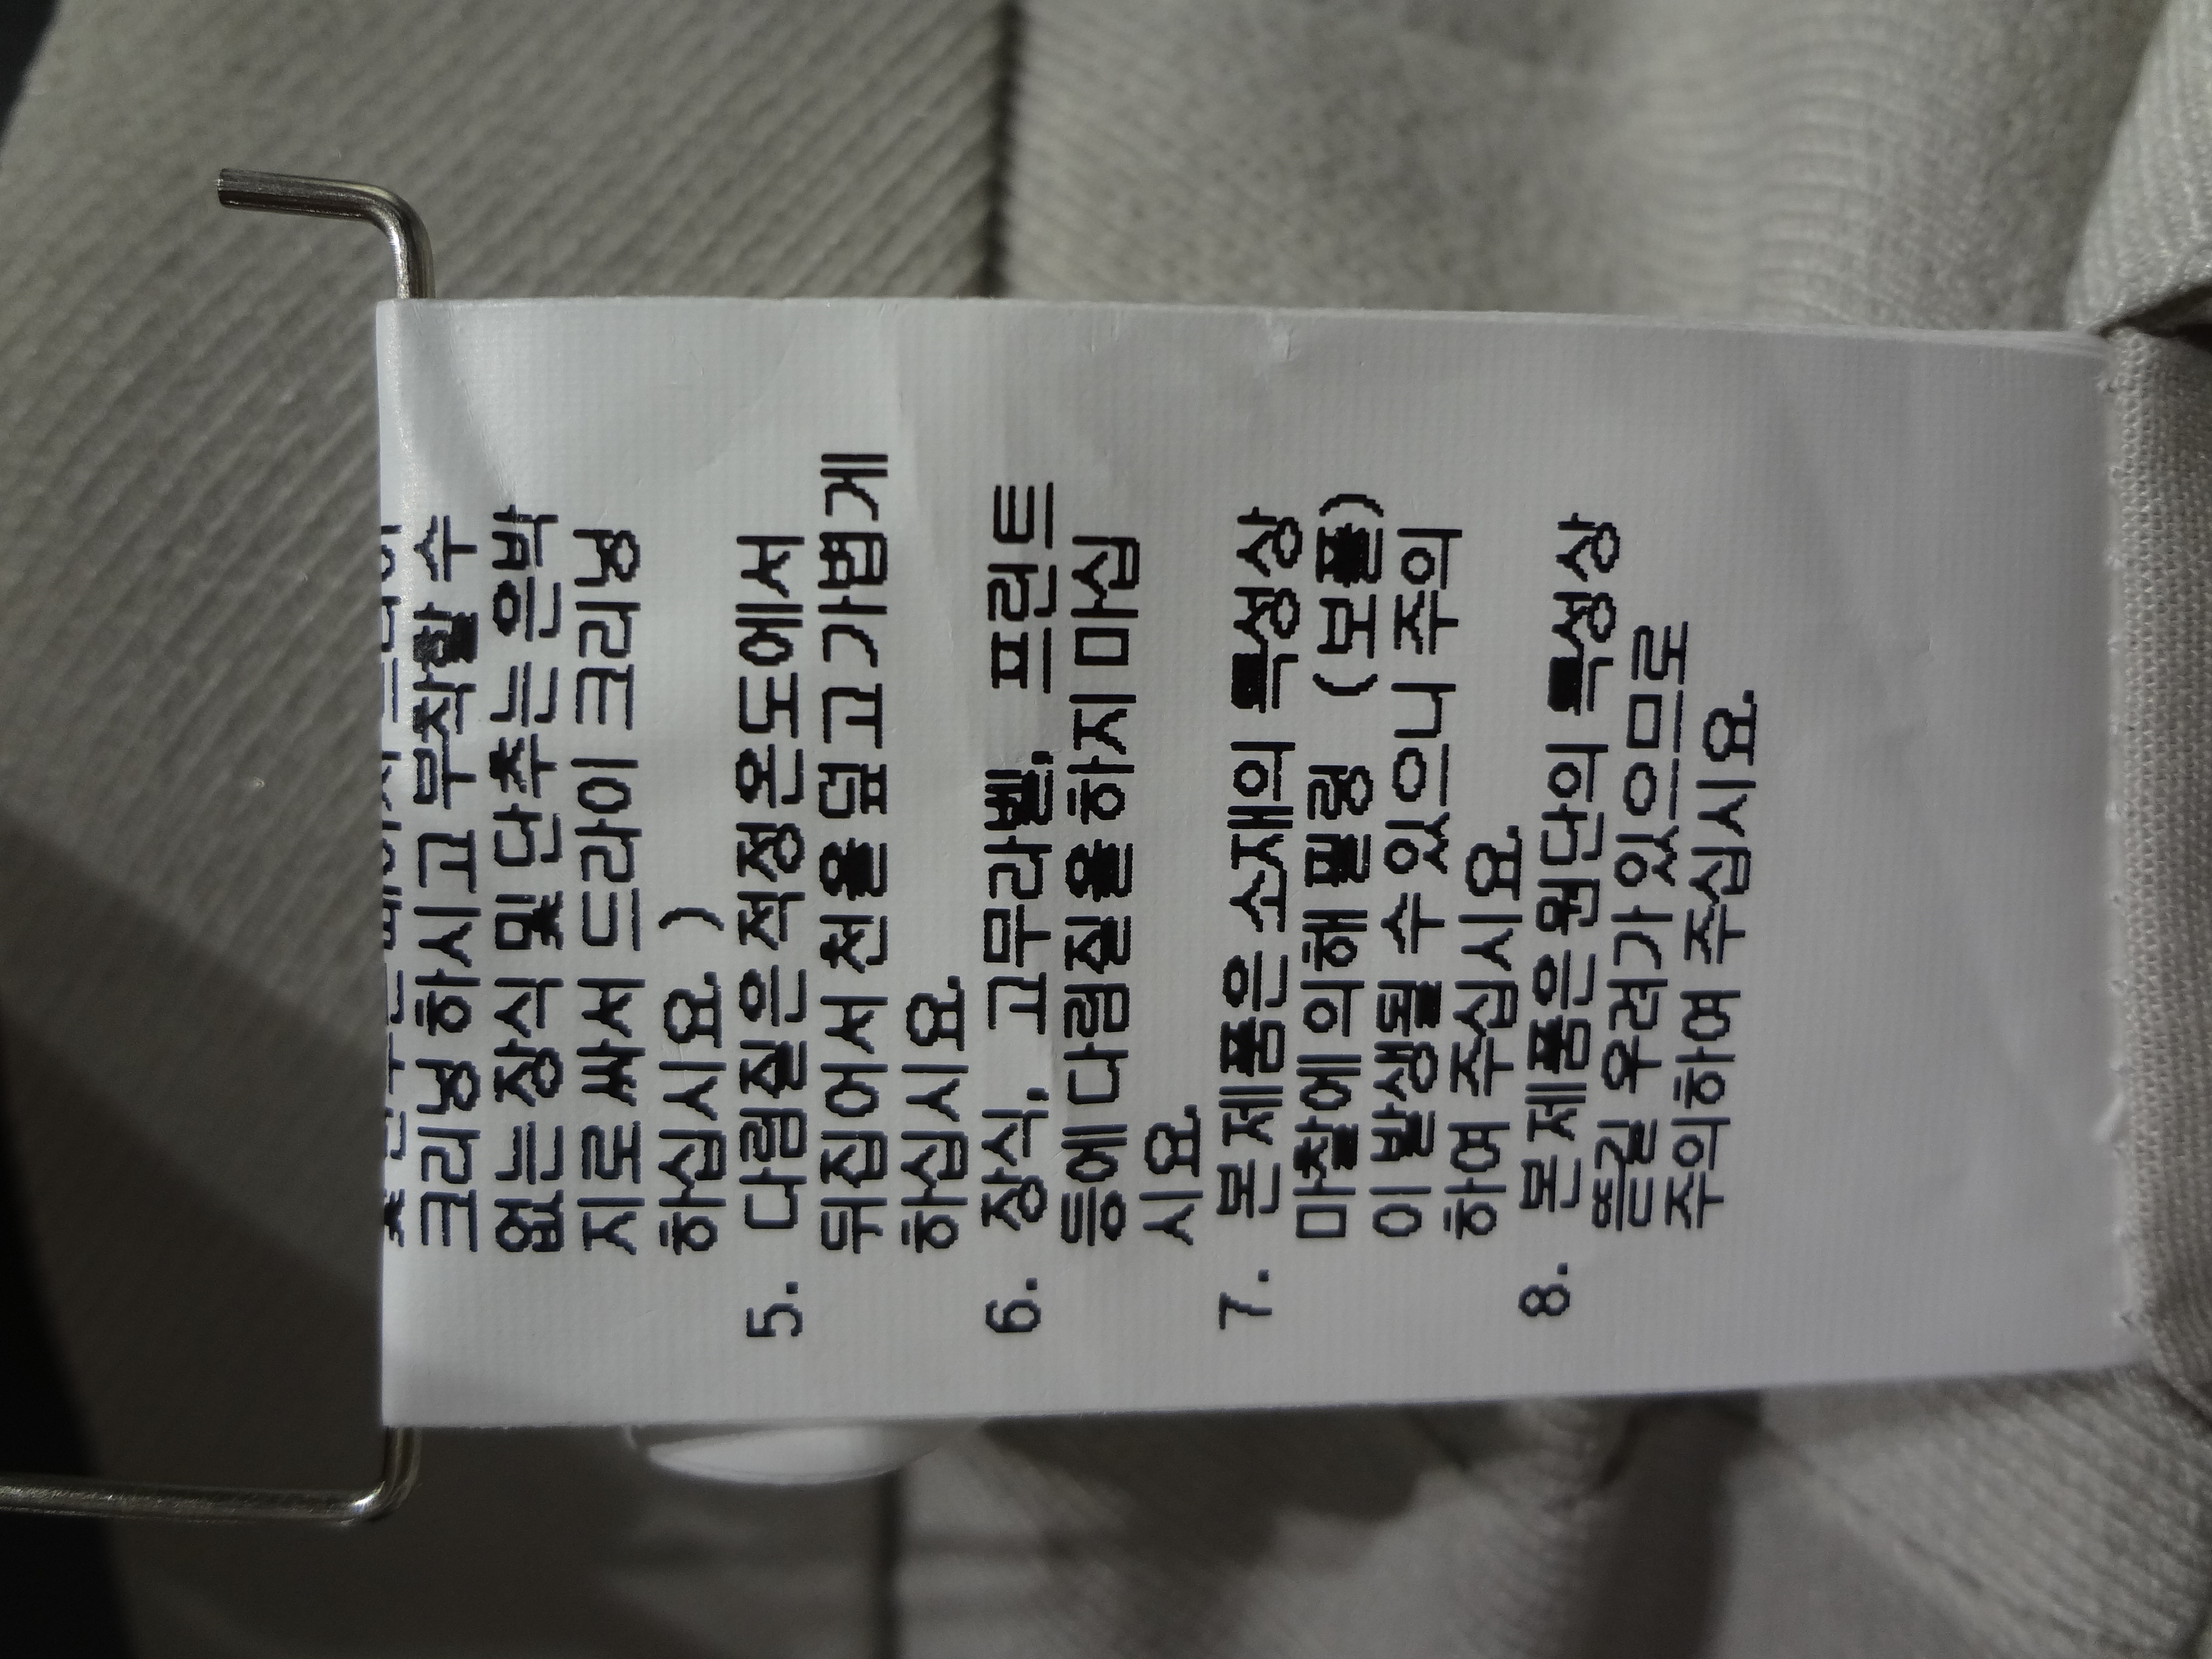 크리닝 하시고 부착할 수
없는 장식 및 단추는 은박
지로 싸서 드라이 크리닝
하십시요.)
5. 다림질은 적정온도에서
뒤집어서 천을 덮고 가볍게
하십시요.
6. 장식, 고무라벨, 프린트
등에 다림질을 하지 마십
시요.
7. 본제품은 소재의 특성상
마찰에의해 필링 (보풀)
이 발생될 수 있으니 주의
하여 주십시요.
8. 본제품은 원단의 특성상
뜯길 우려가 있으므로
주의하여 주십시요.